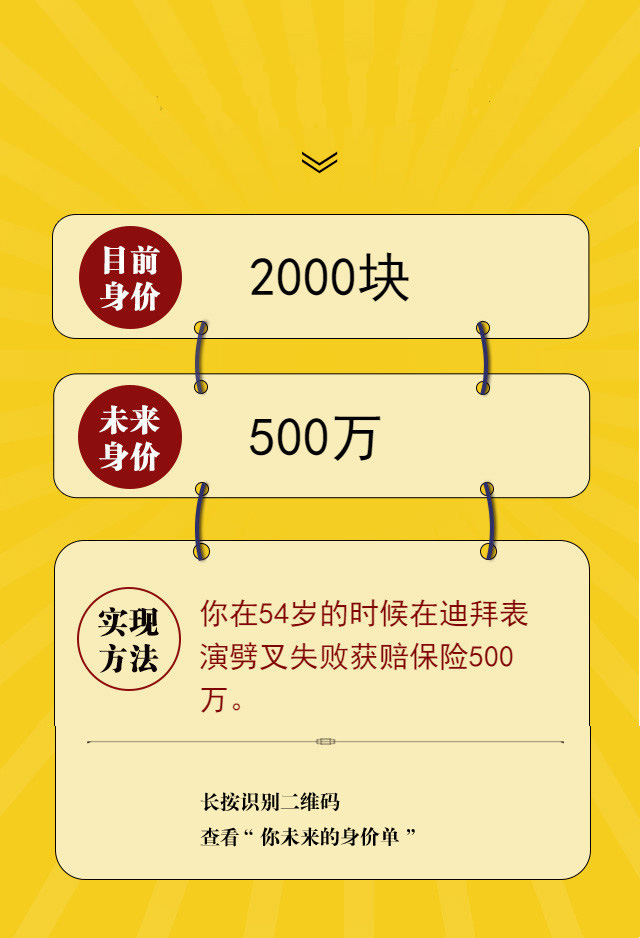 目前
身价
2000块
未来
身价
500万
实现
方法
你在54岁的时候在迪拜表
演劈叉失败获赔保险500
万。
长按识别二维码
查看“你未来的身价单”